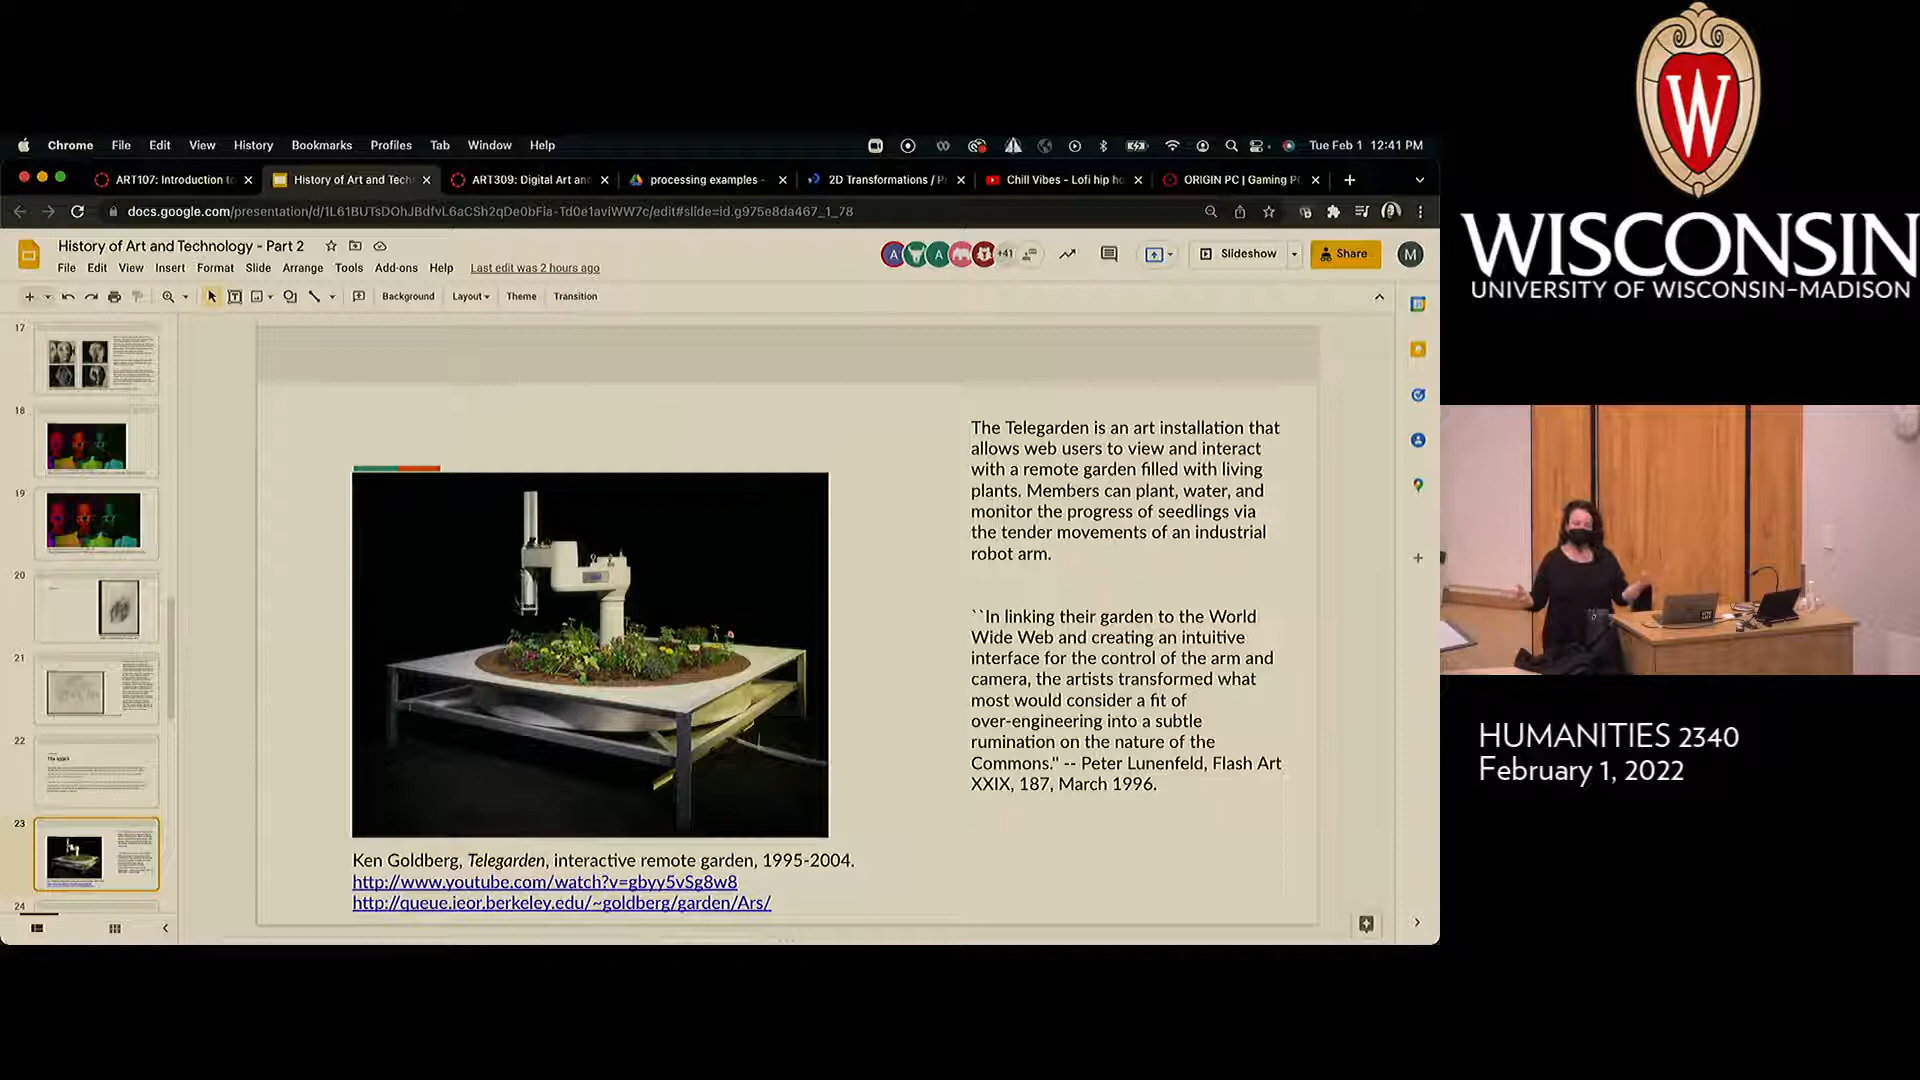 Chrome File Edit View History Bookmarks Profiles Tab Window Help Tue Feb 1 12:41 PM
ART107: Introduction to History of Art and Tech ART309: Digital Art and processing examples - 2D Transformations / P Chill Vibes - Lofi hip ho ORIGIN PC | Gaming P
docs.google.com/presentation/d/1L61BUTsDOhJBdfvL6aCSh2qDe0bFia-Td0e1aviWW7c/edit#slide=id.g975e8da467_1_78
History of Art and Technology - Part 2
A A +41 Slideshow Share M
File Edit View Insert Format Slide Arrange Tools Add-ons Help Last edit was 2 hours ago
Background Layout Theme Transition
17
18
19
20
21
22
23
24
The Telegarden is an art installation that
allows web users to view and interact
with a remote garden filled with living
plants. Members can plant, water, and
monitor the progress of seedlings via
the tender movements of an industrial
robot arm.
``In linking their garden to the World
Wide Web and creating an intuitive
interface for the control of the arm and
camera, the artists transformed what
most would consider a fit of
over-engineering into a subtle
rumination on the nature of the
Commons." -- Peter Lunenfeld, Flash Art
XXIX, 187, March 1996.
Ken Goldberg, Telegarden, interactive remote garden, 1995-2004.
http://www.youtube.com/watch?v=gbyy5vSg8w8
http://queue.ieor.berkeley.edu/~goldberg/garden/Ars/
W
WISCONSIN
UNIVERSITY OF WISCONSIN–MADISON
HUMANITIES 2340
February 1, 2022